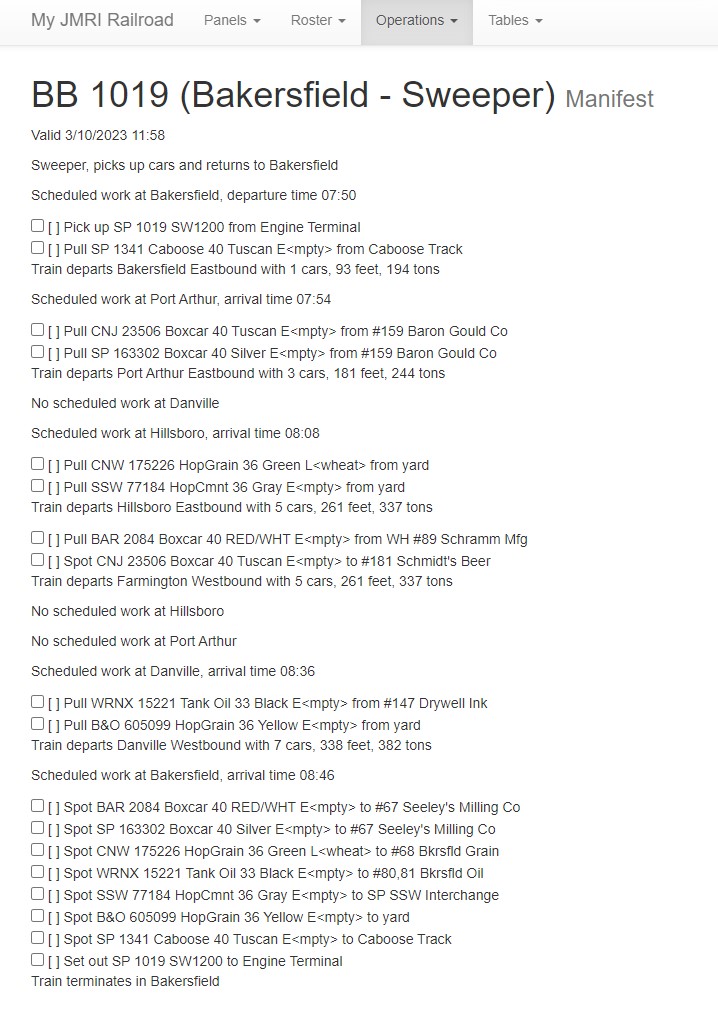 My JMRI Railroad Panels Roster Operations Tables
BB 1019 (Bakersfield - Sweeper) Manifest
Valid 3/10/2023 11:58
Sweeper, picks up cars and returns to Bakersfield
Scheduled work at Bakersfield, departure time 07:50
[ ] Pick up SP 1019 SW1200 from Engine Terminal
[ ] Pull SP 1341 Caboose 40 Tuscan E<mpty> from Caboose Track
Train departs Bakersfield Eastbound with 1 cars, 93 feet, 194 tons
Scheduled work at Port Arthur, arrival time 07:54
[ ] Pull CNJ 23506 Boxcar 40 Tuscan E<mpty> from #159 Baron Gould Co
[ ] Pull SP 163302 Boxcar 40 Silver E<mpty> from #159 Baron Gould Co
Train departs Port Arthur Eastbound with 3 cars, 181 feet, 244 tons
No scheduled work at Danville
Scheduled work at Hillsboro, arrival time 08:08
[ ] Pull CNW 175226 HopGrain 36 Green L<wheat> from yard
[ ] Pull SSW 77184 HopCmnt 36 Gray E<mpty> from yard
Train departs Hillsboro Eastbound with 5 cars, 261 feet, 337 tons
[ ] Pull BAR 2084 Boxcar 40 RED/WHT E<mpty> from WH #89 Schramm Mfg
[ ] Spot CNJ 23506 Boxcar 40 Tuscan E<mpty> to #181 Schmidt's Beer
Train departs Farmington Westbound with 5 cars, 261 feet, 337 tons
No scheduled work at Hillsboro
No scheduled work at Port Arthur
Scheduled work at Danville, arrival time 08:36
[ ] Pull WRNX 15221 Tank Oil 33 Black E<mpty> from #147 Drywell Ink
[ ] Pull B&O 605099 HopGrain 36 Yellow E<mpty> from yard
Train departs Danville Westbound with 7 cars, 338 feet, 382 tons
Scheduled work at Bakersfield, arrival time 08:46
[ ] Spot BAR 2084 Boxcar 40 RED/WHT E<mpty> to #67 Seeley's Milling Co
[ ] Spot SP 163302 Boxcar 40 Silver E<mpty> to #67 Seeley's Milling Co
[ ] Spot CNW 175226 HopGrain 36 Green L<wheat> to #68 Bkrsfld Grain
[ ] Spot WRNX 15221 Tank Oil 33 Black E<mpty> to #80,81 Bkrsfld Oil
[ ] Spot SSW 77184 HopCmnt 36 Gray E<mpty> to SP SSW Interchange
[ ] Spot B&O 605099 HopGrain 36 Yellow E<mpty> to yard
[ ] Spot SP 1341 Caboose 40 Tuscan E<mpty> to Caboose Track
[ ] Set out SP 1019 SW1200 to Engine Terminal
Train terminates in Bakersfield